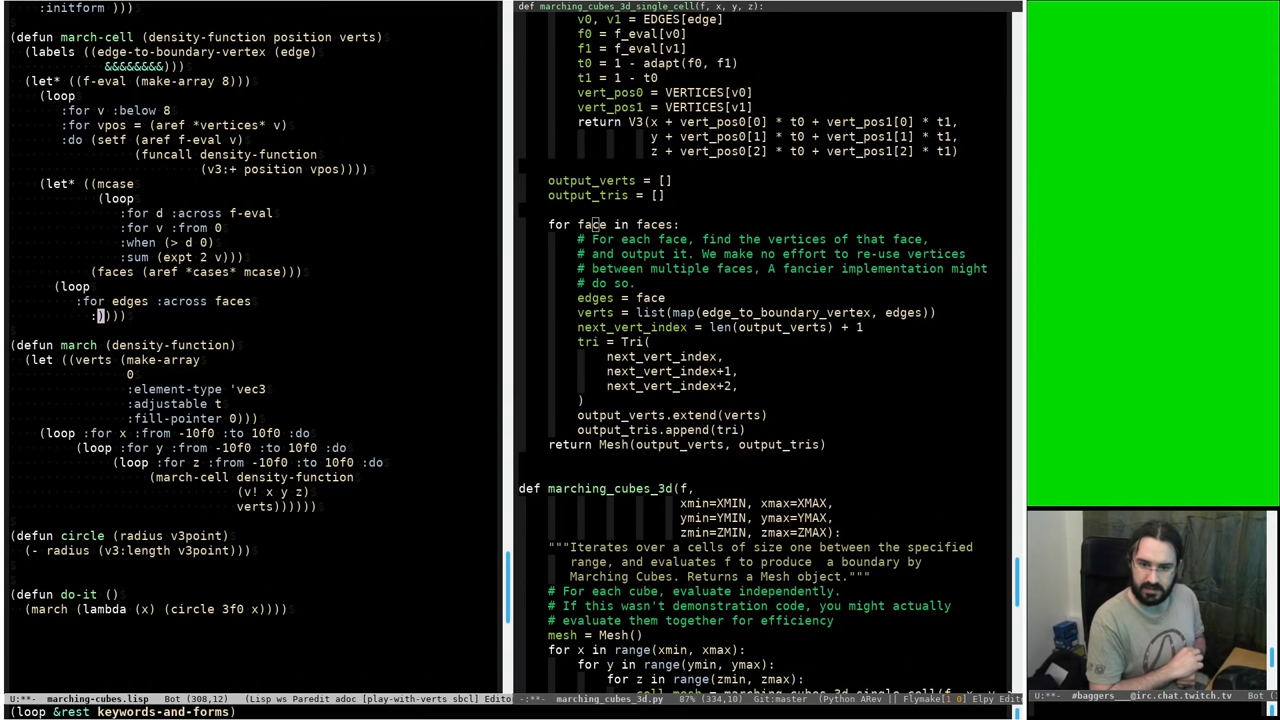 :initform )))
(defun march-cell (density-function position verts)
(labels ((edge-to-boundary-vertex (edge)
&&&&&&&&)))
(let* ((f-eval (make-array 8)))
(loop
:for v :below 8
:for vpos = (aref *vertices* v)
:do (setf (aref f-eval v)
(funcall density-function
(v3:+ position vpos))))
(let* ((mcase
(loop
:for d :across f-eval
:for v :from 0
:when (> d 0)
:sum (expt 2 v)))
(faces (aref *cases* mcase)))
(loop
:for edges :across faces
:))))
(defun march (density-function)
(let ((verts (make-array
0
:element-type 'vec3
:adjustable t
:fill-pointer 0)))
(loop :for x :from -10f0 :to 10f0 :do
(loop :for y :from -10f0 :to 10f0 :do
(loop :for z :from -10f0 :to 10f0 :do
(march-cell density-function
(v! x y z)
verts))))))
(defun circle (radius v3point)
(- radius (v3:length v3point)))
(defun do-it ()
(march (lambda (x) (circle 3f0 x))))
U:**-  marching-cubes.lisp   Bot (308,12)   (Lisp ws Paredit adoc [play-with-verts sbcl] Edito
(loop &rest keywords-and-forms)
def marching_cubes_3d_single_cell(f, x, y, z):
v0, v1 = EDGES[edge]
f0 = f_eval[v0]
f1 = f_eval[v1]
t0 = 1 - adapt(f0, f1)
t1 = 1 - t0
vert_pos0 = VERTICES[v0]
vert_pos1 = VERTICES[v1]
return V3(x + vert_pos0[0] * t0 + vert_pos1[0] * t1,
y + vert_pos0[1] * t0 + vert_pos1[1] * t1,
z + vert_pos0[2] * t0 + vert_pos1[2] * t1)
output_verts = []
output_tris = []
for face in faces:
# For each face, find the vertices of that face,
# and output it. We make no effort to re-use vertices
# between multiple faces, A fancier implementation might
# do so.
edges = face
verts = list(map(edge_to_boundary_vertex, edges))
next_vert_index = len(output_verts) + 1
tri = Tri(
next_vert_index,
next_vert_index+1,
next_vert_index+2,
)
output_verts.extend(verts)
output_tris.append(tri)
return Mesh(output_verts, output_tris)
def marching_cubes_3d(f,
xmin=XMIN, xmax=XMAX,
ymin=YMIN, ymax=YMAX,
zmin=ZMIN, zmax=ZMAX):
"""Iterates over a cells of size one between the specified
range, and evaluates f to produce  a boundary by
Marching Cubes. Returns a Mesh object."""
# For each cube, evaluate independently.
# If this wasn't demonstration code, you might actually
# evaluate them together for efficiency
mesh = Mesh()
for x in range(xmin, xmax):
for y in range(ymin, ymax):
for z in range(zmin, zmax):
-:**-  marching_cubes_3d.py   87% (334,10)  Git-master  (Python ARev || Flymake[1 0] Elpy Edito
U:**-  #baggers  @irc.chat.twitch.tv   Bot